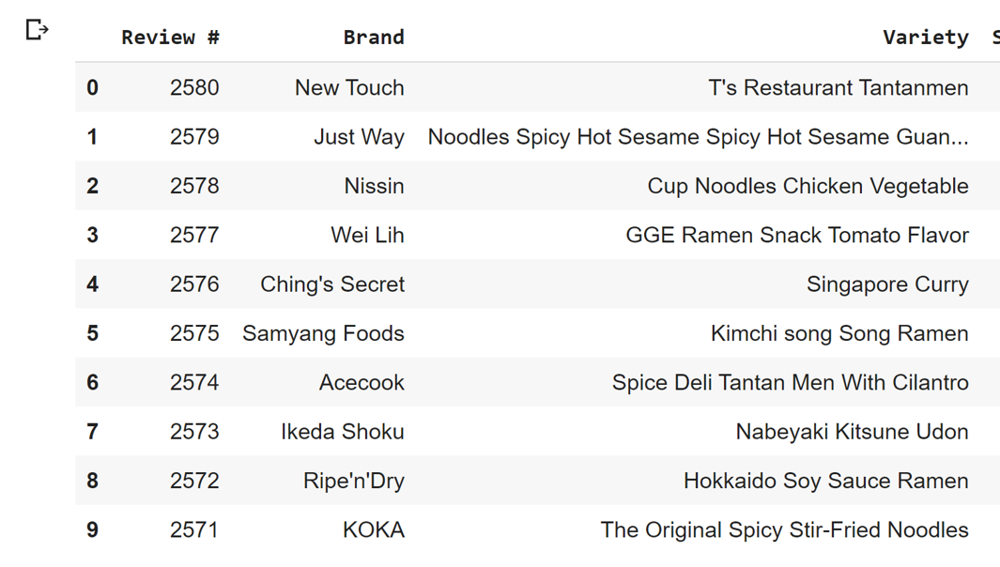 Review # Brand Variety S
0 2580 New Touch T's Restaurant Tantanmen
1 2579 Just Way Noodles Spicy Hot Sesame Spicy Hot Sesame Guan...
2 2578 Nissin Cup Noodles Chicken Vegetable
3 2577 Wei Lih GGE Ramen Snack Tomato Flavor
4 2576 Ching's Secret Singapore Curry
5 2575 Samyang Foods Kimchi song Song Ramen
6 2574 Acecook Spice Deli Tantan Men With Cilantro
7 2573 Ikeda Shoku Nabeyaki Kitsune Udon
8 2572 Ripe'n'Dry Hokkaido Soy Sauce Ramen
9 2571 KOKA The Original Spicy Stir-Fried Noodles